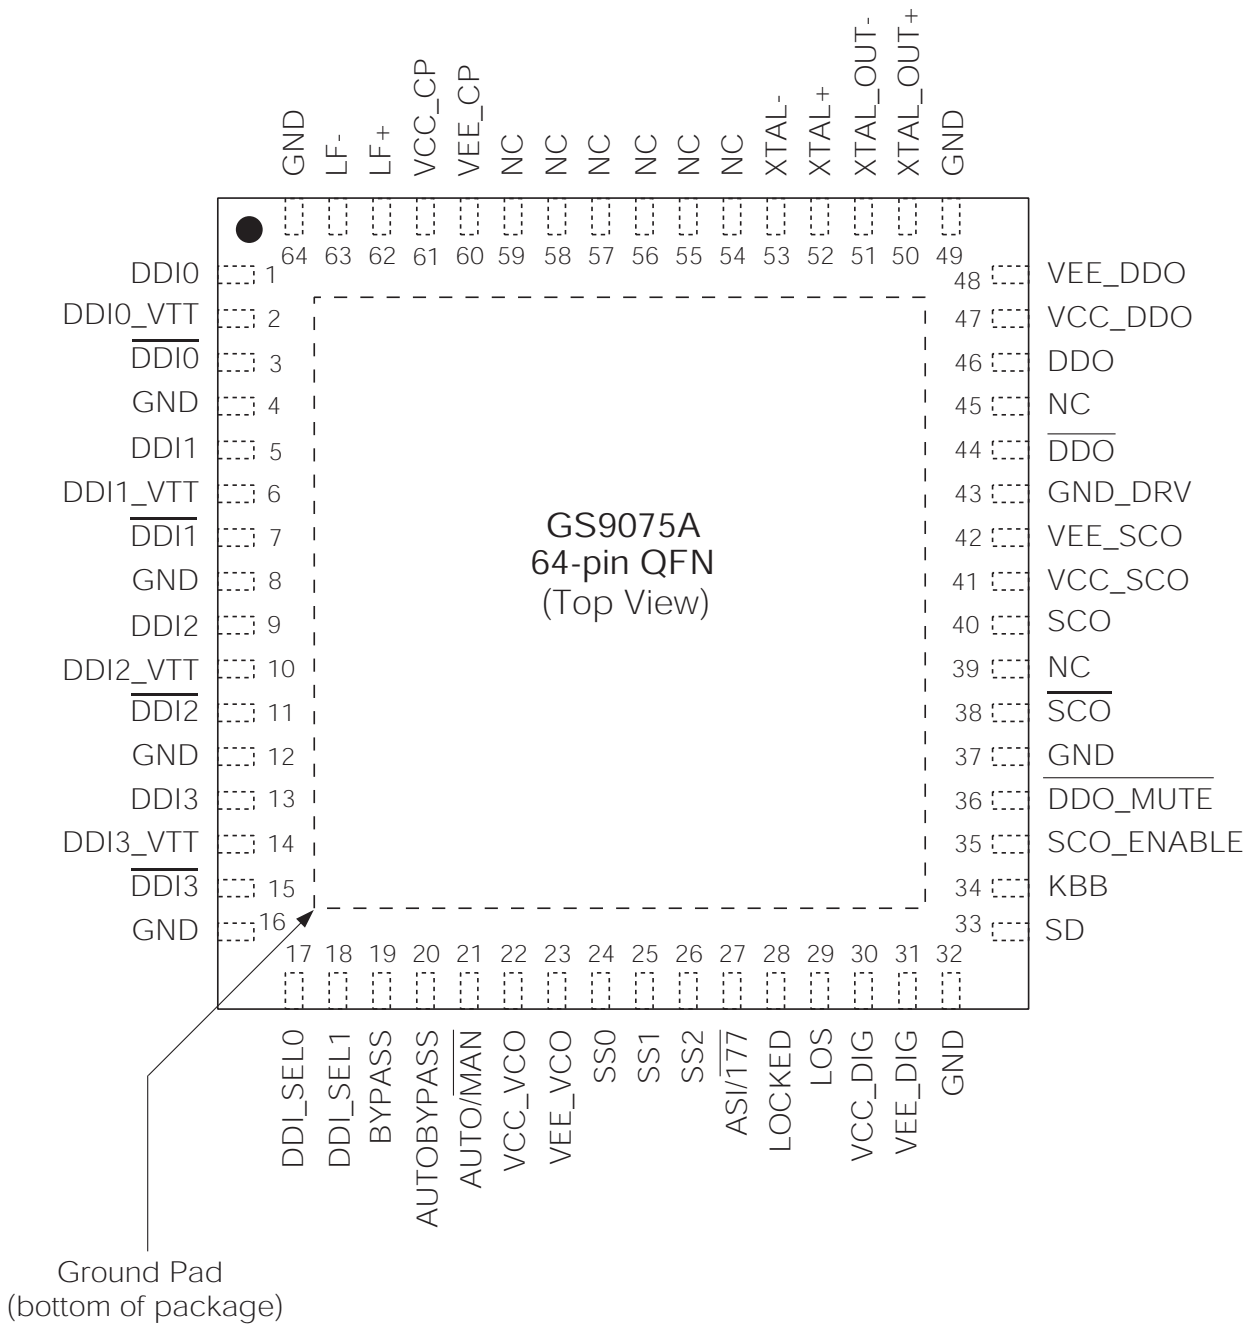 GND
LF-
LF+
VCC_CP
VEE_CP
NC
NC
NC
NC
NC
NC
XTAL-
XTAL+
XTAL_OUT-
XTAL_OUT+
GND
64 63 62 61 60 59 58 57 56 55 54 53 52 51 50 49
DDI0 1
DDI0_VTT 2
DDI0 3
GND 4
DDI1 5
DDI1_VTT 6
DDI1 7
GND 8
DDI2 9
DDI2_VTT 10
DDI2 11
GND 12
DDI3 13
DDI3_VTT 14
DDI3 15
GND 16
GS9075A
64-pin QFN
(Top View)
48 VEE_DDO
47 VCC_DDO
46 DDO
45 NC
44 DDO
43 GND_DRV
42 VEE_SCO
41 VCC_SCO
40 SCO
39 NC
38 SCO
37 GND
36 DDO_MUTE
35 SCO_ENABLE
34 KBB
33 SD
17 18 19 20 21 22 23 24 25 26 27 28 29 30 31 32
DDI_SEL0
DDI_SEL1
BYPASS
AUTOBYPASS
AUTO/MAN
VCC_VCO
VEE_VCO
SS0
SS1
SS2
ASI/177
LOCKED
LOS
VCC_DIG
VEE_DIG
GND
Ground Pad
(bottom of package)